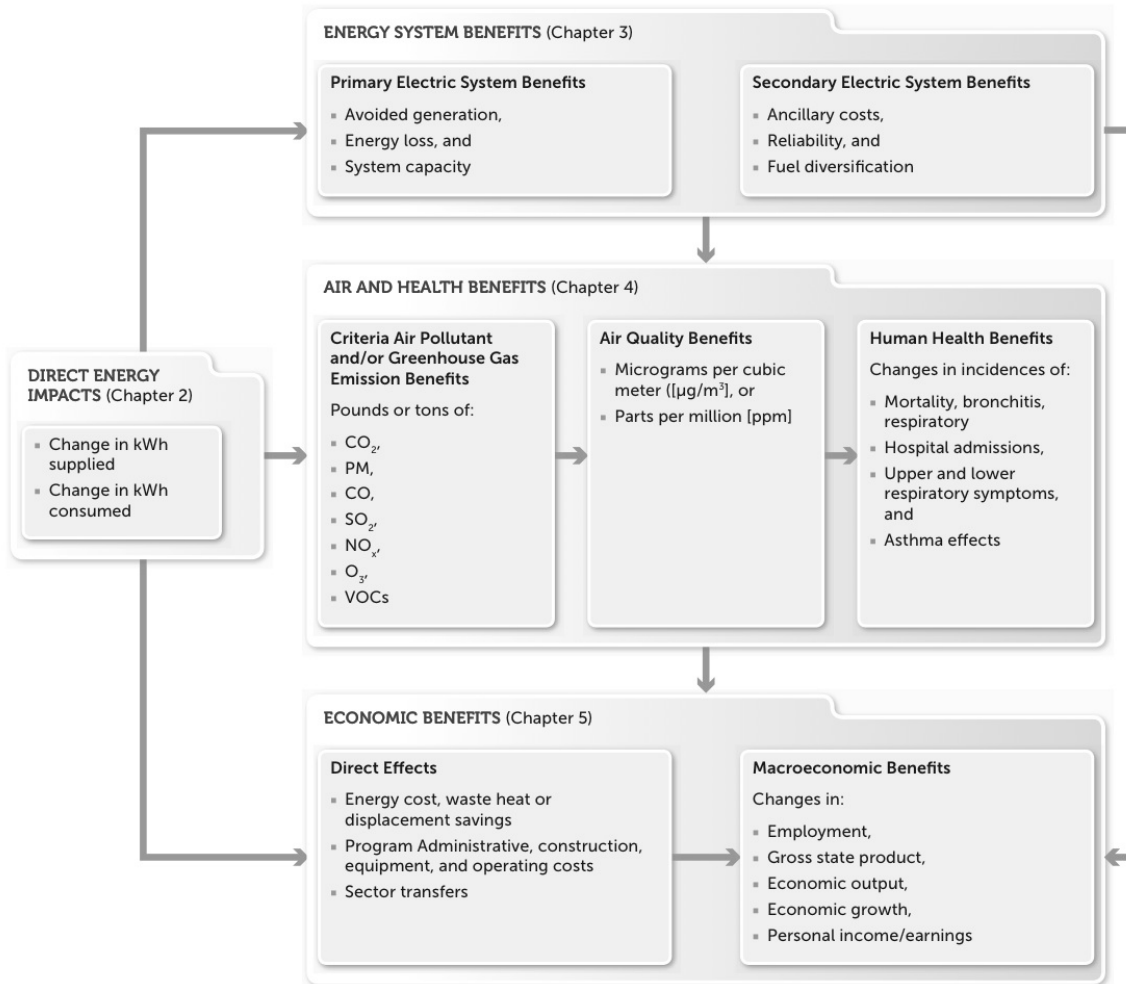 ENERGY SYSTEM BENEFITS (Chapter 3)
Primary Electric System Benefits
▪ Avoided generation,
▪ Energy loss, and
▪ System capacity
Secondary Electric System Benefits
▪ Ancillary costs,
▪ Reliability, and
▪ Fuel diversification
AIR AND HEALTH BENEFITS (Chapter 4)
Criteria Air Pollutant
and/or Greenhouse Gas
Emission Benefits
Pounds or tons of:
▪ CO₂,
▪ PM,
▪ CO,
▪ SO₂,
▪ NOₓ,
▪ O₃,
▪ VOCs
Air Quality Benefits
▪ Micrograms per cubic
meter ([µg/m³], or
▪ Parts per million [ppm]
Human Health Benefits
Changes in incidences of:
▪ Mortality, bronchitis,
respiratory
▪ Hospital admissions,
▪ Upper and lower
respiratory symptoms,
and
▪ Asthma effects
DIRECT ENERGY
IMPACTS (Chapter 2)
▪ Change in kWh
supplied
▪ Change in kWh
consumed
ECONOMIC BENEFITS (Chapter 5)
Direct Effects
▪ Energy cost, waste heat or
displacement savings
▪ Program Administrative, construction,
equipment, and operating costs
▪ Sector transfers
Macroeconomic Benefits
Changes in:
▪ Employment,
▪ Gross state product,
▪ Economic output,
▪ Economic growth,
▪ Personal income/earnings